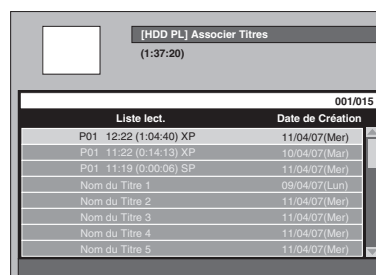 [HDD PL] Associer Titres
(1:37:20)
001/015
Liste lect. Date de Création
P01 12:22 (1:04:40) XP 11/04/07(Mer)
P01 11:22 (0:14:13) XP 10/04/07(Mar)
P01 11:19 (0:00:06) SP 11/04/07(Mer)
Nom du Titre 1 09/04/07(Lun)
Nom du Titre 2 11/04/07(Mer)
Nom du Titre 3 11/04/07(Mer)
Nom du Titre 4 11/04/07(Mer)
Nom du Titre 5 11/04/07(Mer)